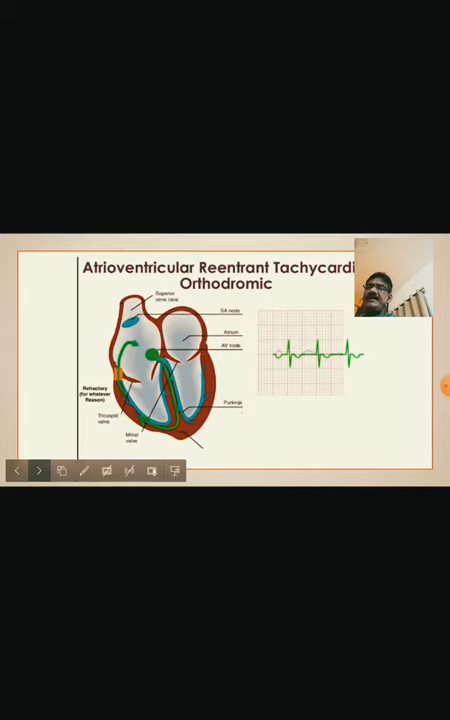 Atrioventricular Reentrant Tachycardi
Orthodromic
Superior
vena cava
SA node
Atrium
AV node
Refractory
(for whatever
Reason)
Tricuspid
valve
Mitral
valve
Purkinje